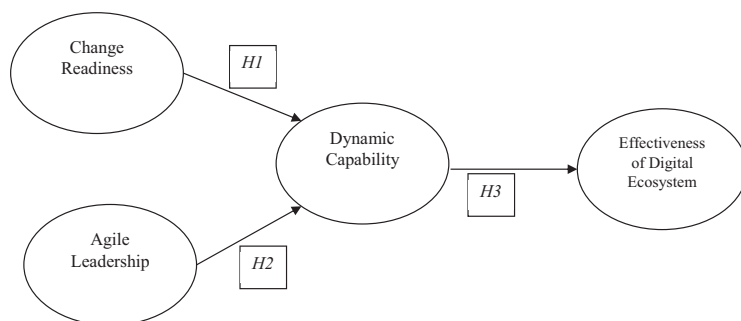 Change
Readiness
H1
Dynamic
Capability
Effectiveness
of Digital
Ecosystem
H3
Agile
Leadership
H2